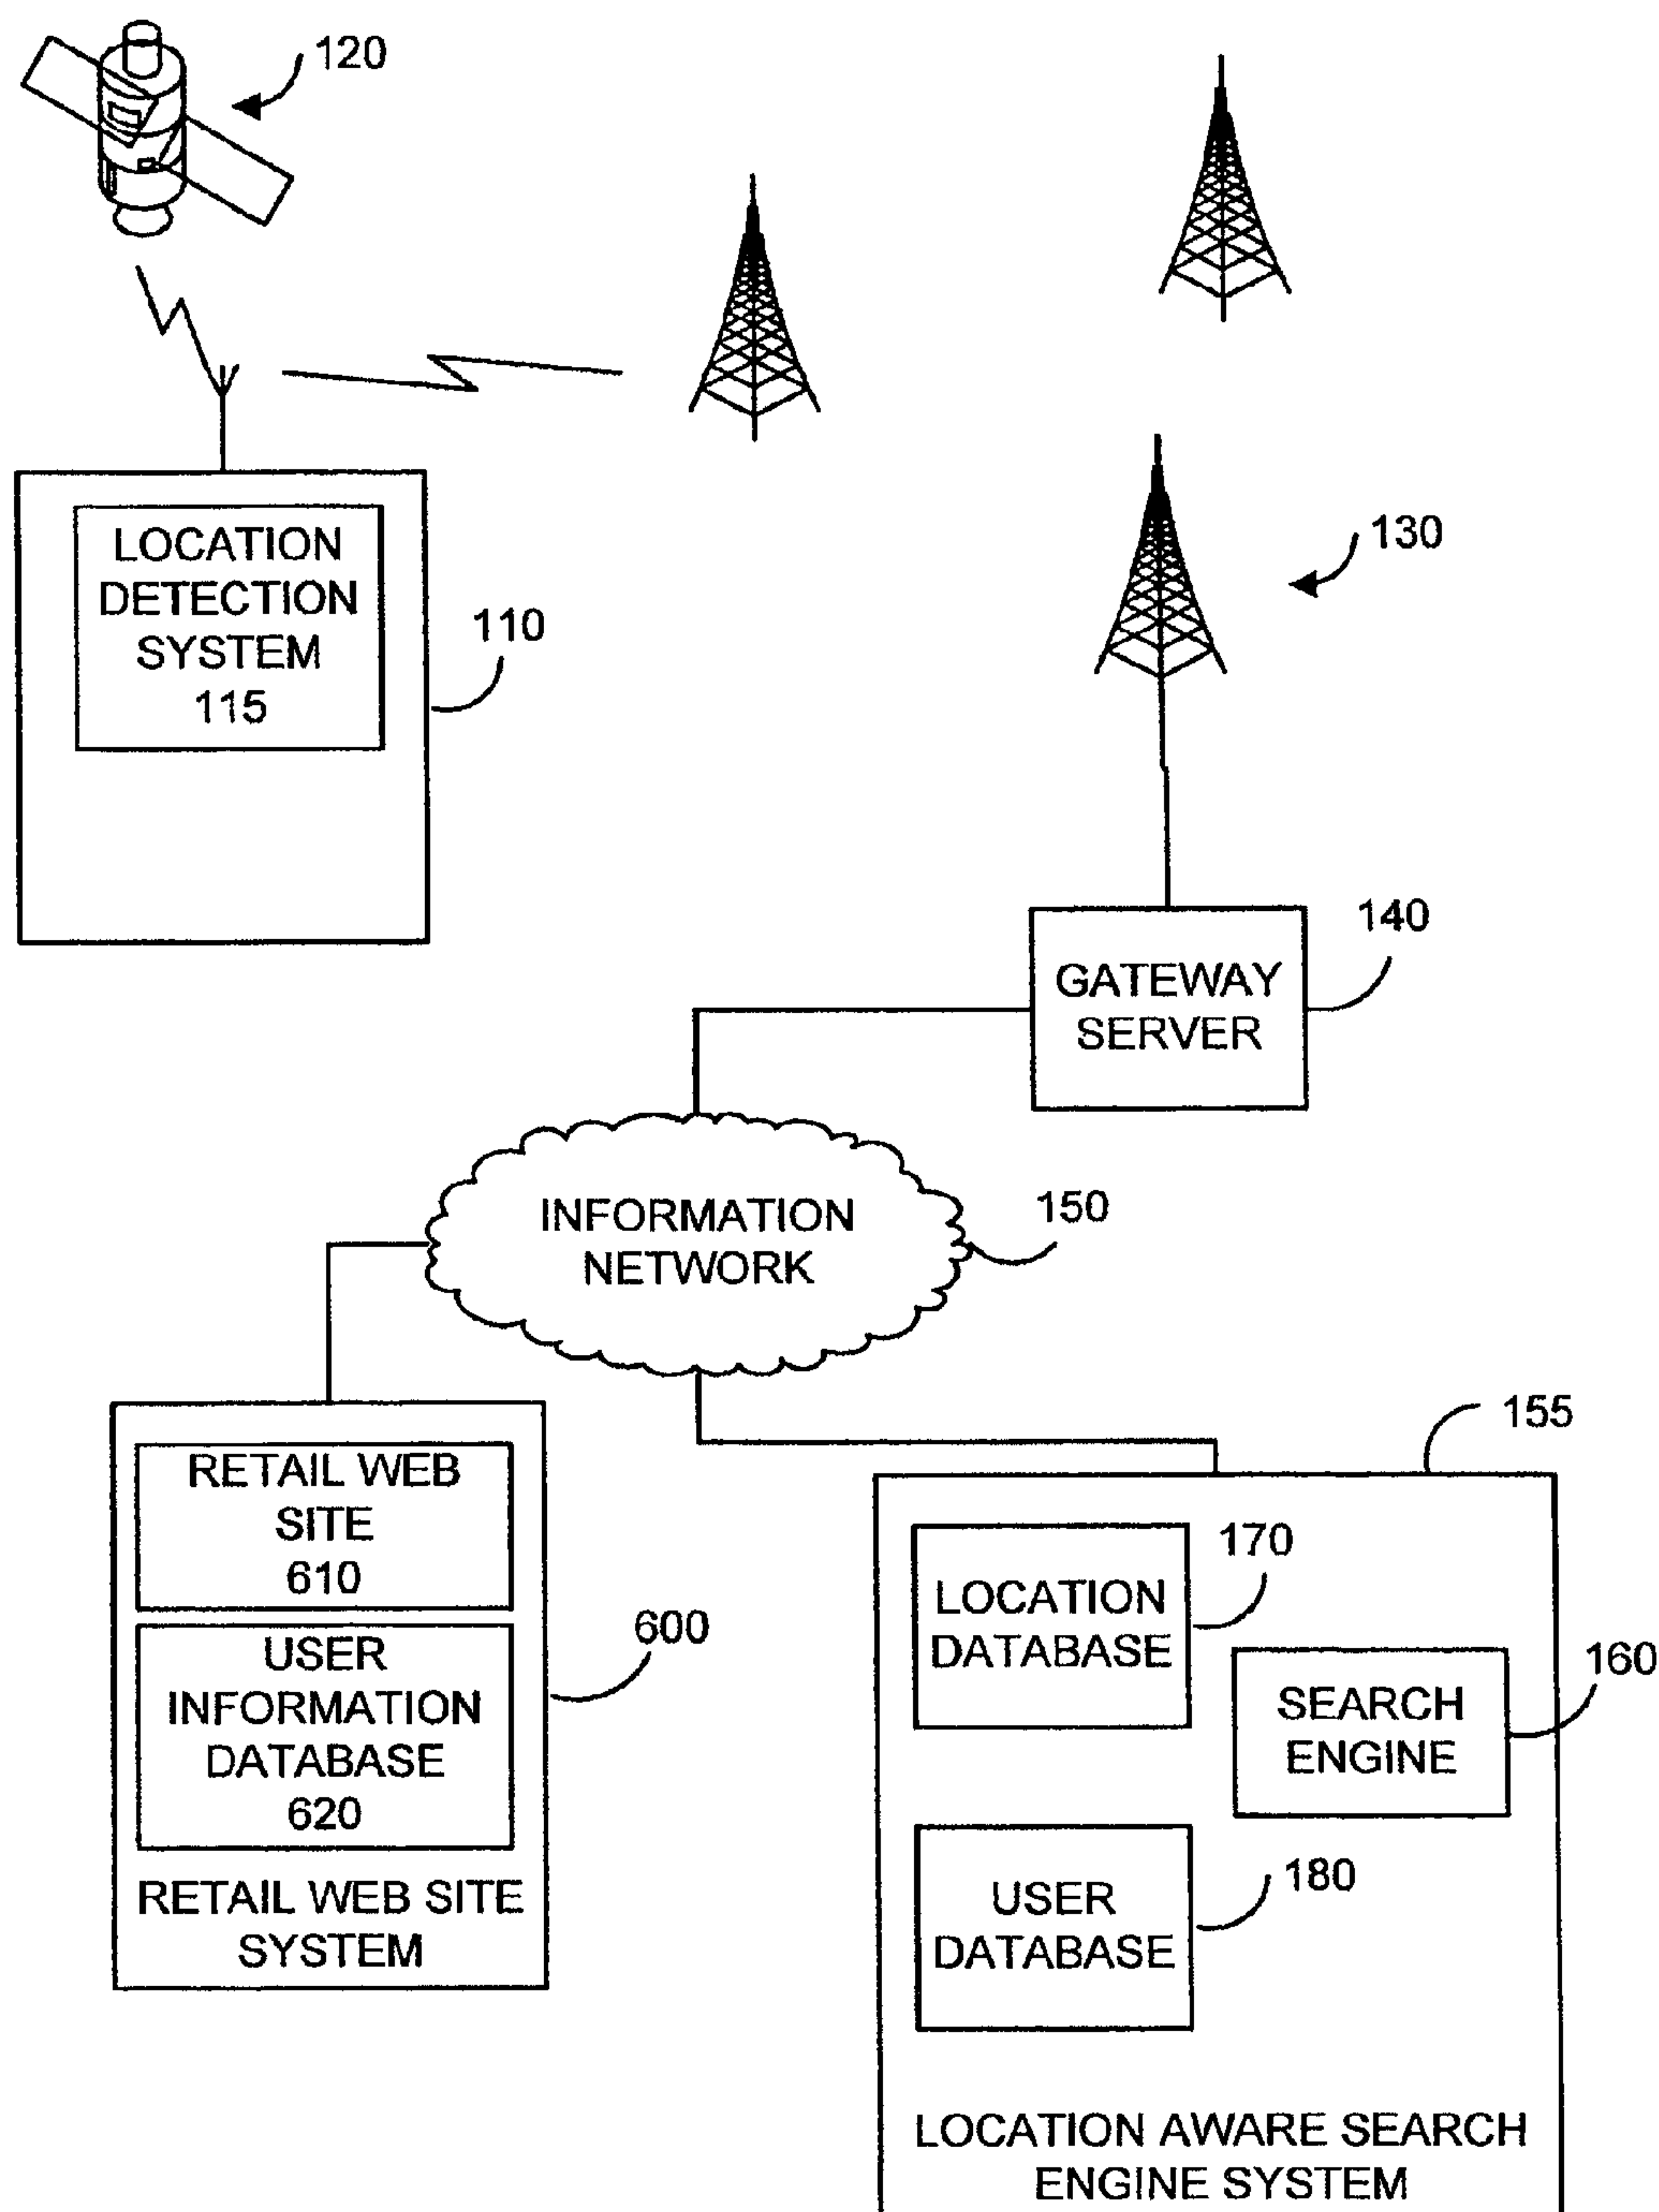 120
130
LOCATION
DETECTION
SYSTEM
115
110
140
GATEWAY
SERVER
150
INFORMATION
NETWORK
155
RETAIL WEB
SITE
610
USER
INFORMATION
DATABASE
620
RETAIL WEB SITE
SYSTEM
600
170
LOCATION
DATABASE
160
SEARCH
ENGINE
180
USER
DATABASE
LOCATION AWARE SEARCH
ENGINE SYSTEM